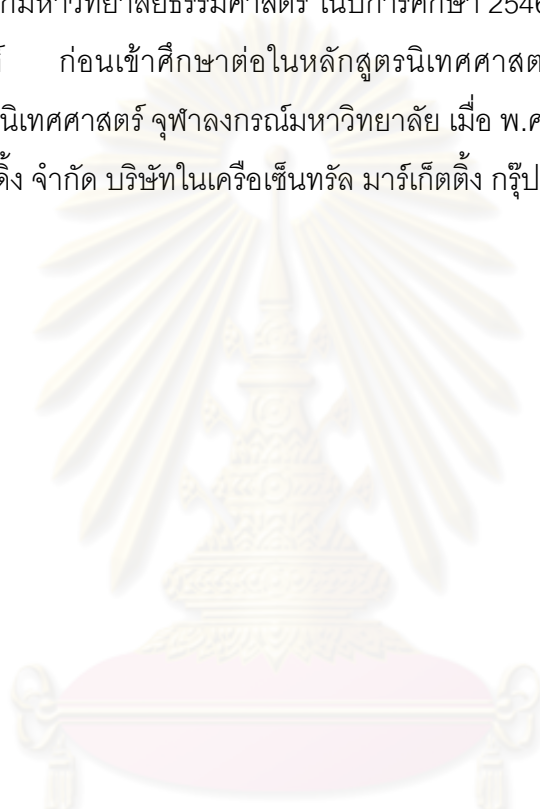 มหาวิทยาลัยธรรมศาสตร์ ในปีการศึกษา 2546
ก่อนเข้าศึกษาต่อในหลักสูตรนิเทศศาสต
นิเทศศาสตร์ จุฬาลงกรณ์มหาวิทยาลัย เมื่อ พ.ศ
จำกัด บริษัทในเครือเซ็นทรัล มาร์เก็ตติ้ง กรุ๊ป